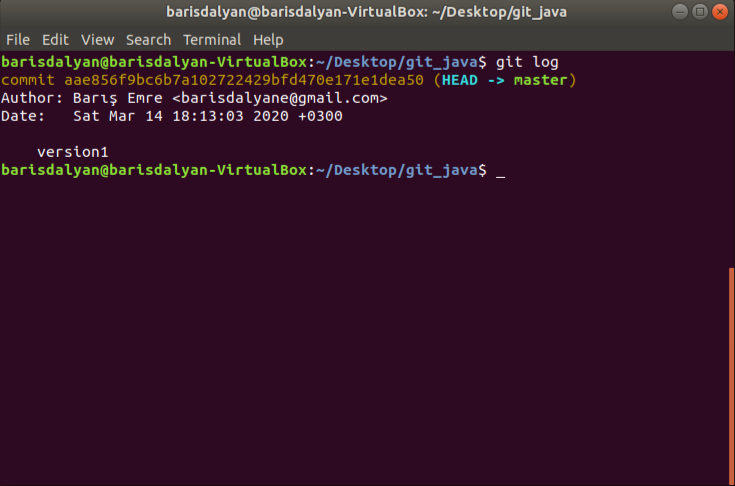 barisdalyan@barisdalyan-VirtualBox: ~/Desktop/git_java
File Edit View Search Terminal Help
barisdalyan@barisdalyan-VirtualBox:~/Desktop/git_java$ git log
commit aae856f9bc6b7a102722429bfd470e171e1dea50 (HEAD -> master)
Author: Barış Emre <barisdalyane@gmail.com>
Date:   Sat Mar 14 18:13:03 2020 +0300
version1
barisdalyan@barisdalyan-VirtualBox:~/Desktop/git_java$ _